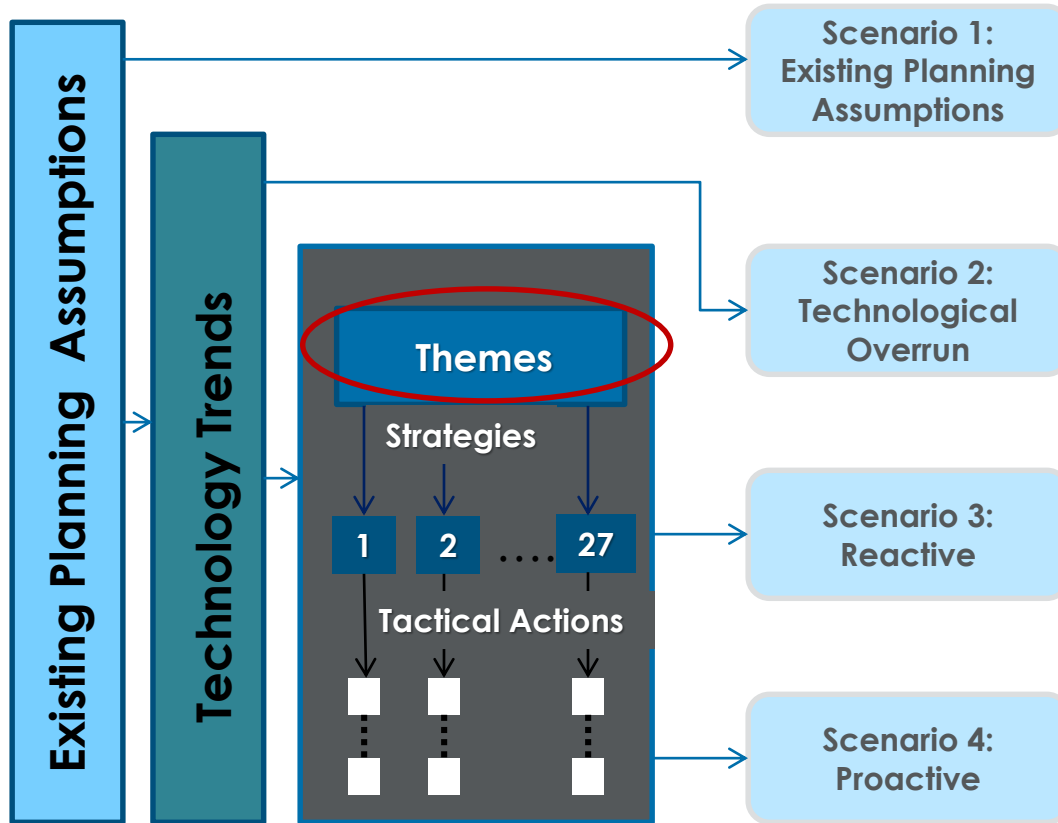 Existing Planning Assumptions
Technology Trends
Themes
Strategies
1
2
....
27
Tactical Actions
Scenario 1:
Existing Planning
Assumptions
Scenario 2:
Technological
Overrun
Scenario 3:
Reactive
Scenario 4:
Proactive